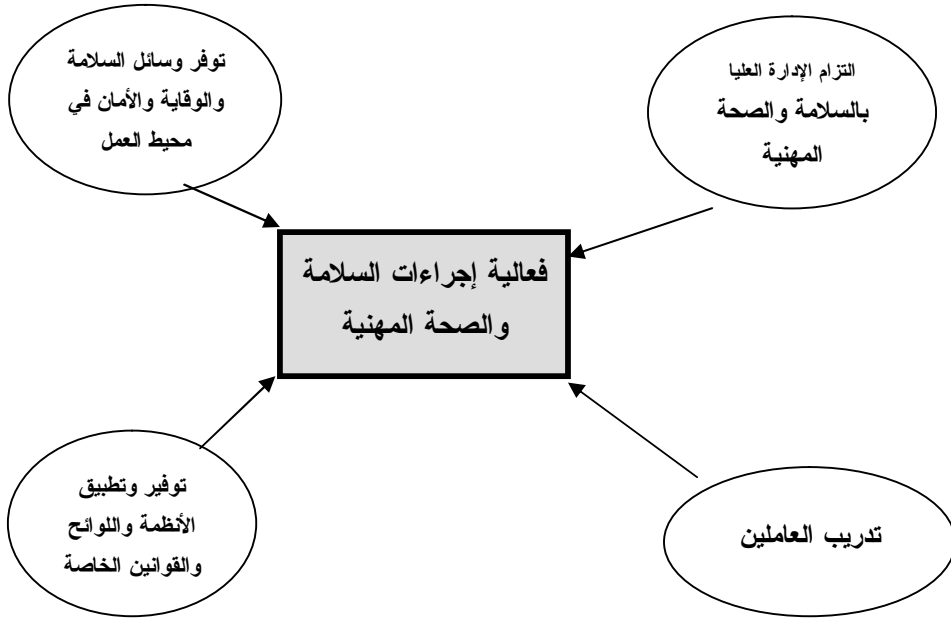 التزام الإدارة العليا
بالسلامة والصحة
المهنية
توفر وسائل السلامة
والوقاية والأمان في
محيط العمل
فعالية إجراءات السلامة
والصحة المهنية
تدريب العاملين
توفير وتطبيق
الأنظمة واللوائح
والقوانين الخاصة